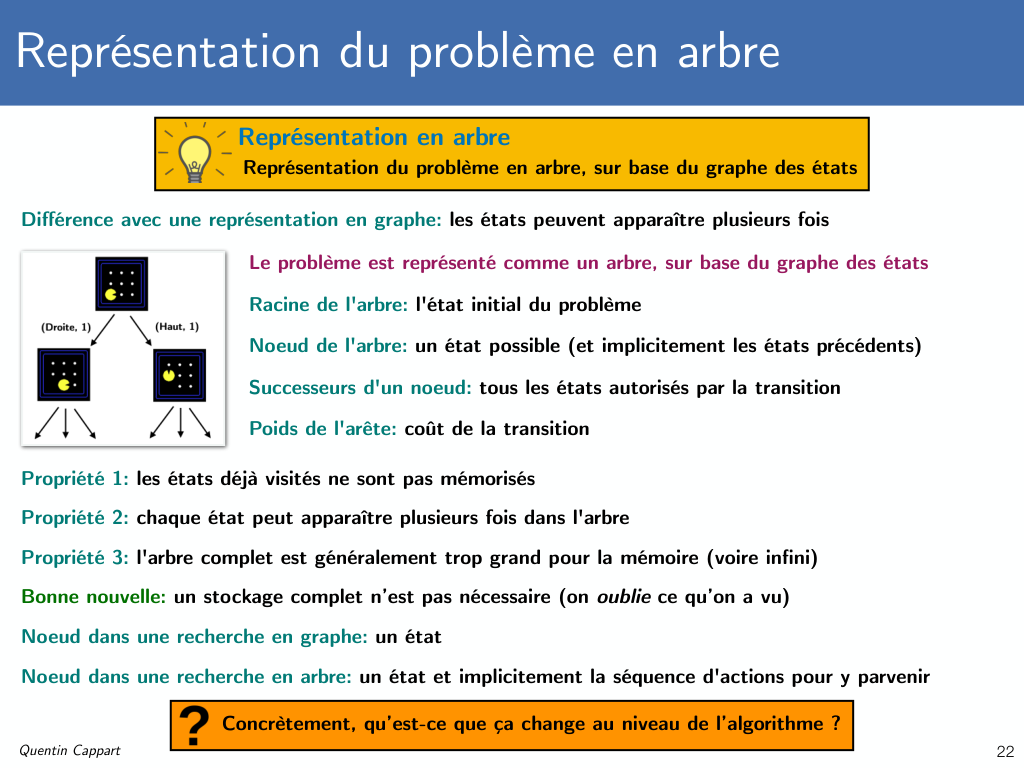 Représentation du problème en arbre
Représentation en arbre
Représentation du problème en arbre, sur base du graphe des états
Différence avec une représentation en graphe: les états peuvent apparaître plusieurs fois
(Droite, 1)
(Haut, 1)
Le problème est représenté comme un arbre, sur base du graphe des états
Racine de l'arbre: l'état initial du problème
Noeud de l'arbre: un état possible (et implicitement les états précédents)
Successeurs d'un noeud: tous les états autorisés par la transition
Poids de l'arête: coût de la transition
Propriété 1: les états déjà visités ne sont pas mémorisés
Propriété 2: chaque état peut apparaître plusieurs fois dans l'arbre
Propriété 3: l'arbre complet est généralement trop grand pour la mémoire (voire infini)
Bonne nouvelle: un stockage complet n’est pas nécessaire (on oublie ce qu’on a vu)
Noeud dans une recherche en graphe: un état
Noeud dans une recherche en arbre: un état et implicitement la séquence d'actions pour y parvenir
? Concrètement, qu’est-ce que ça change au niveau de l’algorithme ?
Quentin Cappart
22